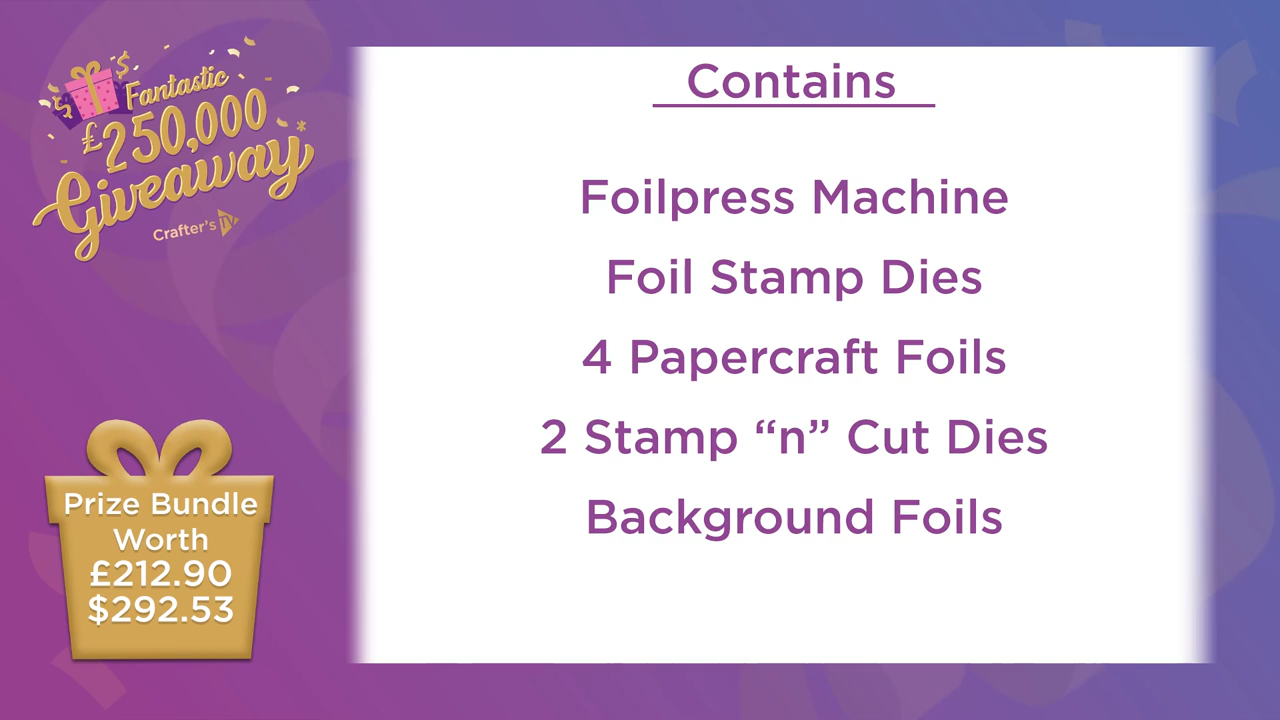 Fantastic
£250,000
Giveaway
Crafter's TV
Contains
Foilpress Machine
Foil Stamp Dies
4 Papercraft Foils
2 Stamp “n” Cut Dies
Background Foils
Prize Bundle
Worth
£212.90
$292.53